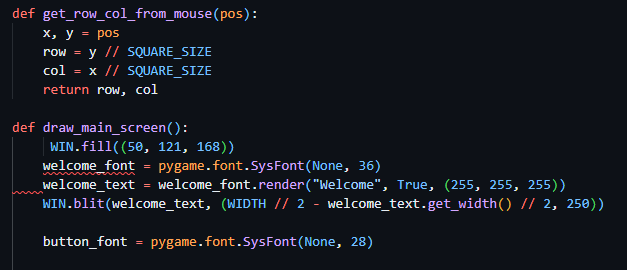 def get_row_col_from_mouse(pos):
    x, y = pos
    row = y // SQUARE_SIZE
    col = x // SQUARE_SIZE
    return row, col

def draw_main_screen():
     WIN.fill((50, 121, 168))
    welcome_font = pygame.font.SysFont(None, 36)
    welcome_text = welcome_font.render("Welcome", True, (255, 255, 255))
    WIN.blit(welcome_text, (WIDTH // 2 - welcome_text.get_width() // 2, 250))

    button_font = pygame.font.SysFont(None, 28)